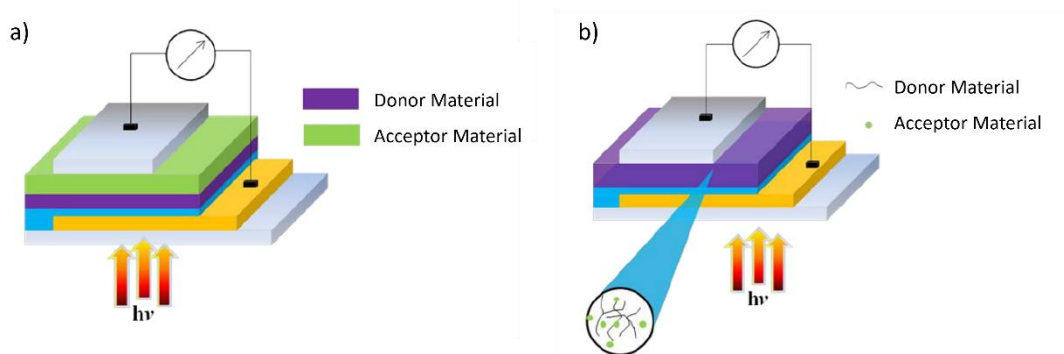 a)
Donor Material
Acceptor Material
hν
b)
Donor Material
Acceptor Material
hν